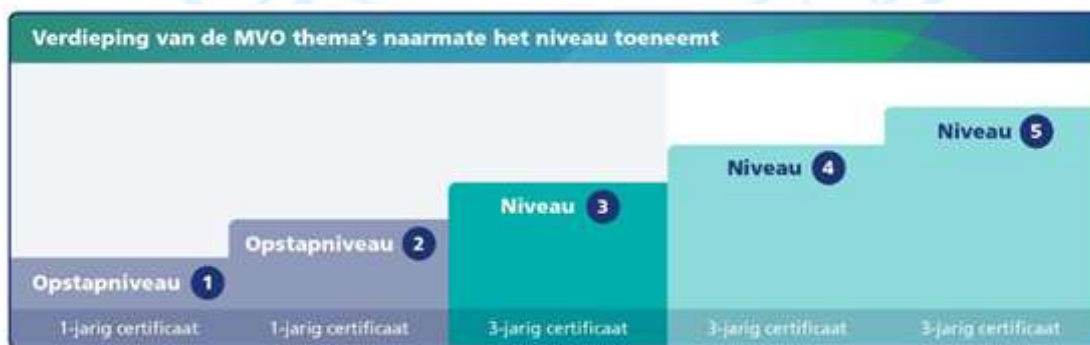 Verdieping van de MVO thema's naarmate het niveau toeneemt
Opstapniveau 1
Opstapniveau 2
Niveau 3
Niveau 4
Niveau 5
1-jarig certificaat
1-jarig certificaat
3-jarig certificaat
3-jarig certificaat
3-jarig certificaat